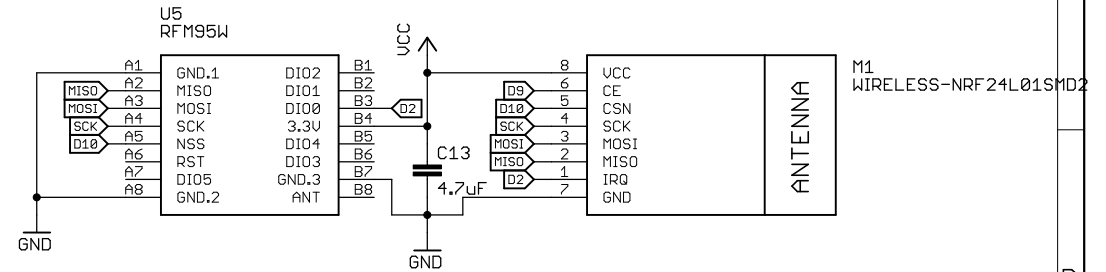 U5
RFM95W
A1 GND.1 DIO2 B1
MISO A2 MISO DIO1 B2
MOSI A3 MOSI DIO0 B3 D2
SCK A4 SCK 3.3V B4
D10 A5 NSS DIO4 B5
A6 RST DIO3 B6
A7 DIO5 GND.3 B7
A8 GND.2 ANT B8
GND
VCC
C13
4.7uF
GND
8 VCC
D9 6 CE
D10 5 CSN
SCK 4 SCK
MOSI 3 MOSI
MISO 2 MISO
D2 1 IRQ
7 GND
ANTENNA
M1
WIRELESS-NRF24L01SMD2